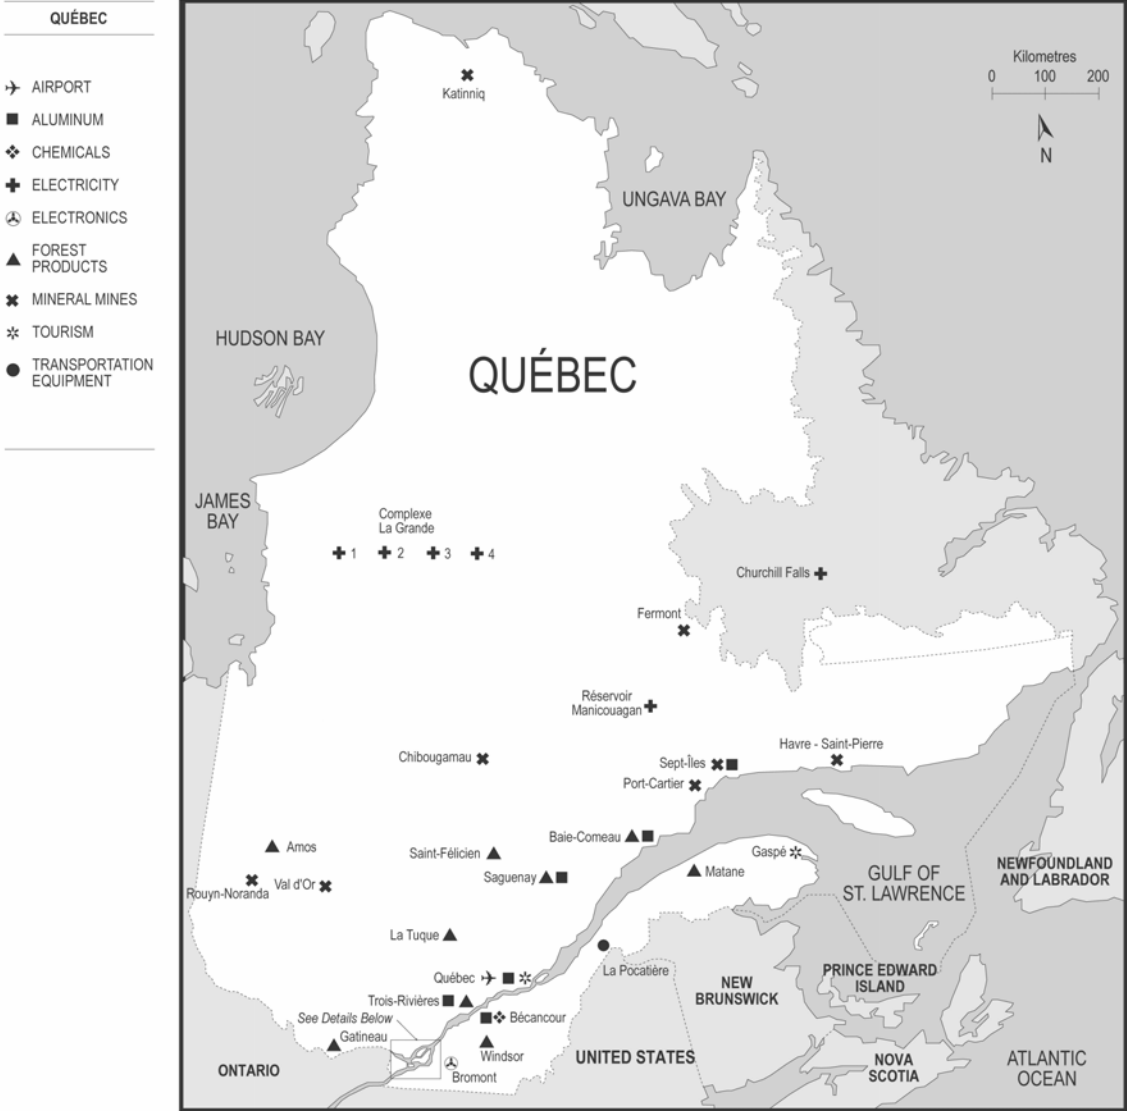 QUÉBEC
AIRPORT
ALUMINUM
CHEMICALS
ELECTRICITY
ELECTRONICS
FOREST
PRODUCTS
MINERAL MINES
TOURISM
TRANSPORTATION
EQUIPMENT
Kilometres
0 100 200
N
Katinniq
UNGAVA BAY
HUDSON BAY
QUÉBEC
JAMES
BAY
Complexe
La Grande
1 2 3 4
Churchill Falls
Fermont
Réservoir
Manicouagan
Chibougamau
Sept-Îles
Havre - Saint-Pierre
Port-Cartier
Baie-Comeau
Amos
Saint-Félicien
Gaspé
Matane
Saguenay
Rouyn-Noranda
Val d'Or
GULF OF
ST. LAWRENCE
NEWFOUNDLAND
AND LABRADOR
La Tuque
Québec
La Pocatière
NEW
BRUNSWICK
PRINCE EDWARD
ISLAND
Trois-Rivières
See Details Below
Bécancour
Gatineau
Windsor
Bromont
ONTARIO
UNITED STATES
NOVA
SCOTIA
ATLANTIC
OCEAN